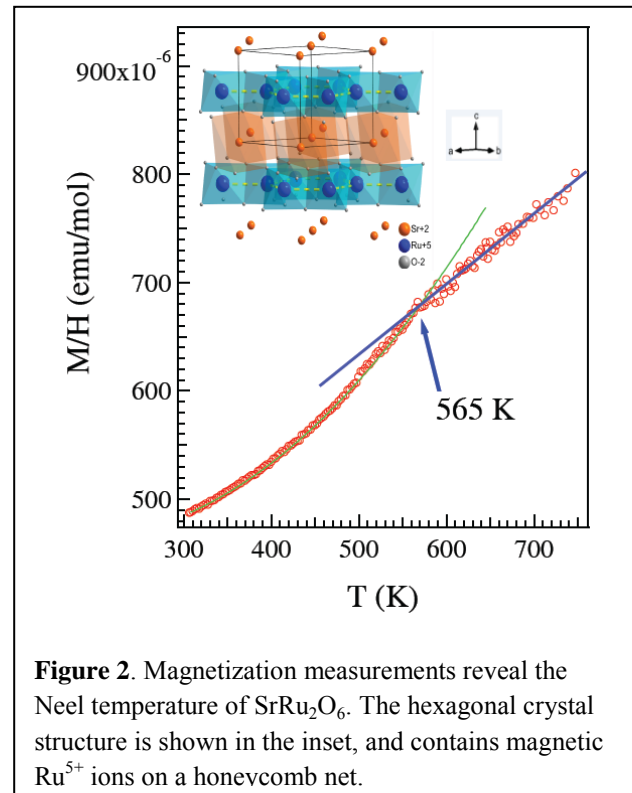 900x10⁻⁶
800
700
600
500
M/H (emu/mol)
c
a
b
Sr+2
Ru+5
O-2
565 K
300
400
500
600
700
T (K)
Figure 2. Magnetization measurements reveal the
Neel temperature of SrRu₂O₆. The hexagonal crystal
structure is shown in the inset, and contains magnetic
Ru⁵⁺ ions on a honeycomb net.